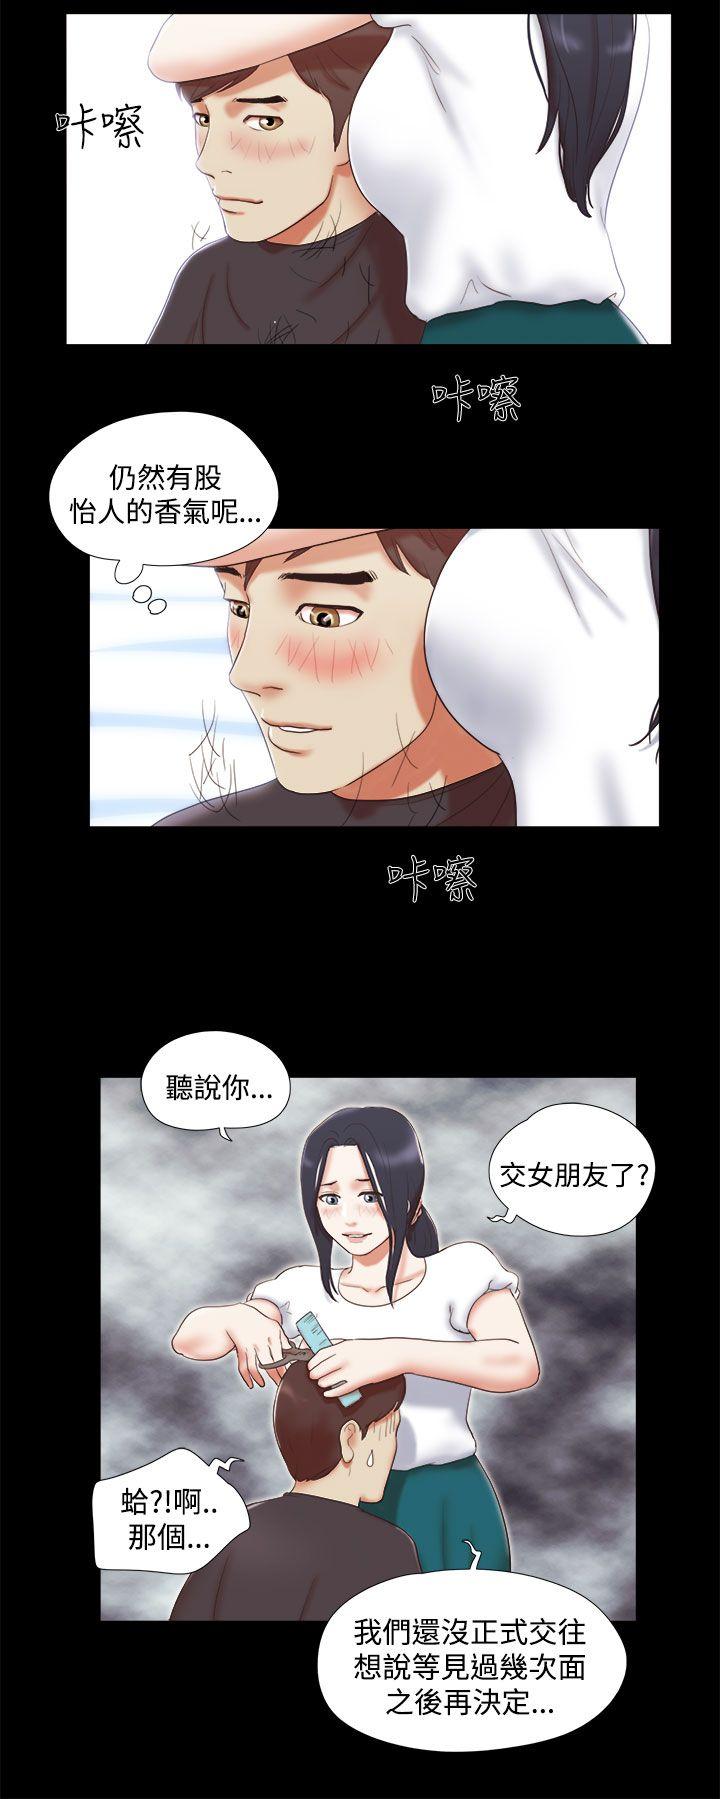 咔嚓
咔嚓
仍然有股
怡人的香氣呢...
咔嚓
聽說你...
交女朋友了?
蛤?!啊..
那個...
我們還沒正式交往
想說等見過幾次面
之後再決定...